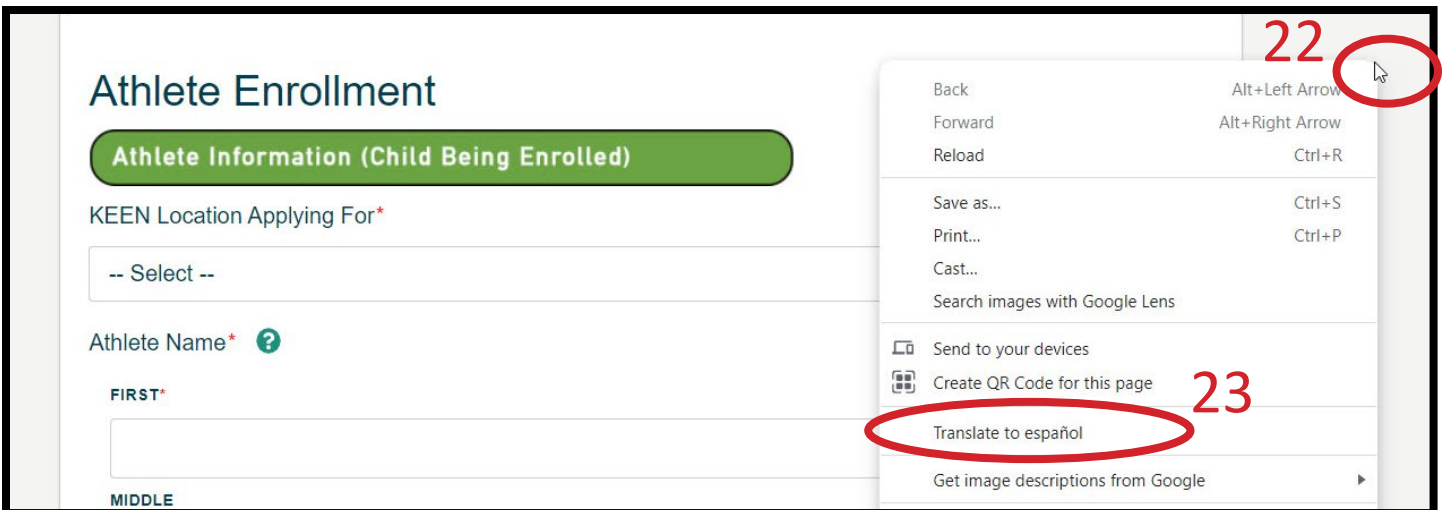 22
Athlete Enrollment
Athlete Information (Child Being Enrolled)
KEEN Location Applying For*
-- Select --
Athlete Name* ?
FIRST*
MIDDLE
Back Alt+Left Arrow
Forward Alt+Right Arrow
Reload Ctrl+R
Save as... Ctrl+S
Print... Ctrl+P
Cast...
Search images with Google Lens
Send to your devices
Create QR Code for this page
23
Translate to español
Get image descriptions from Google